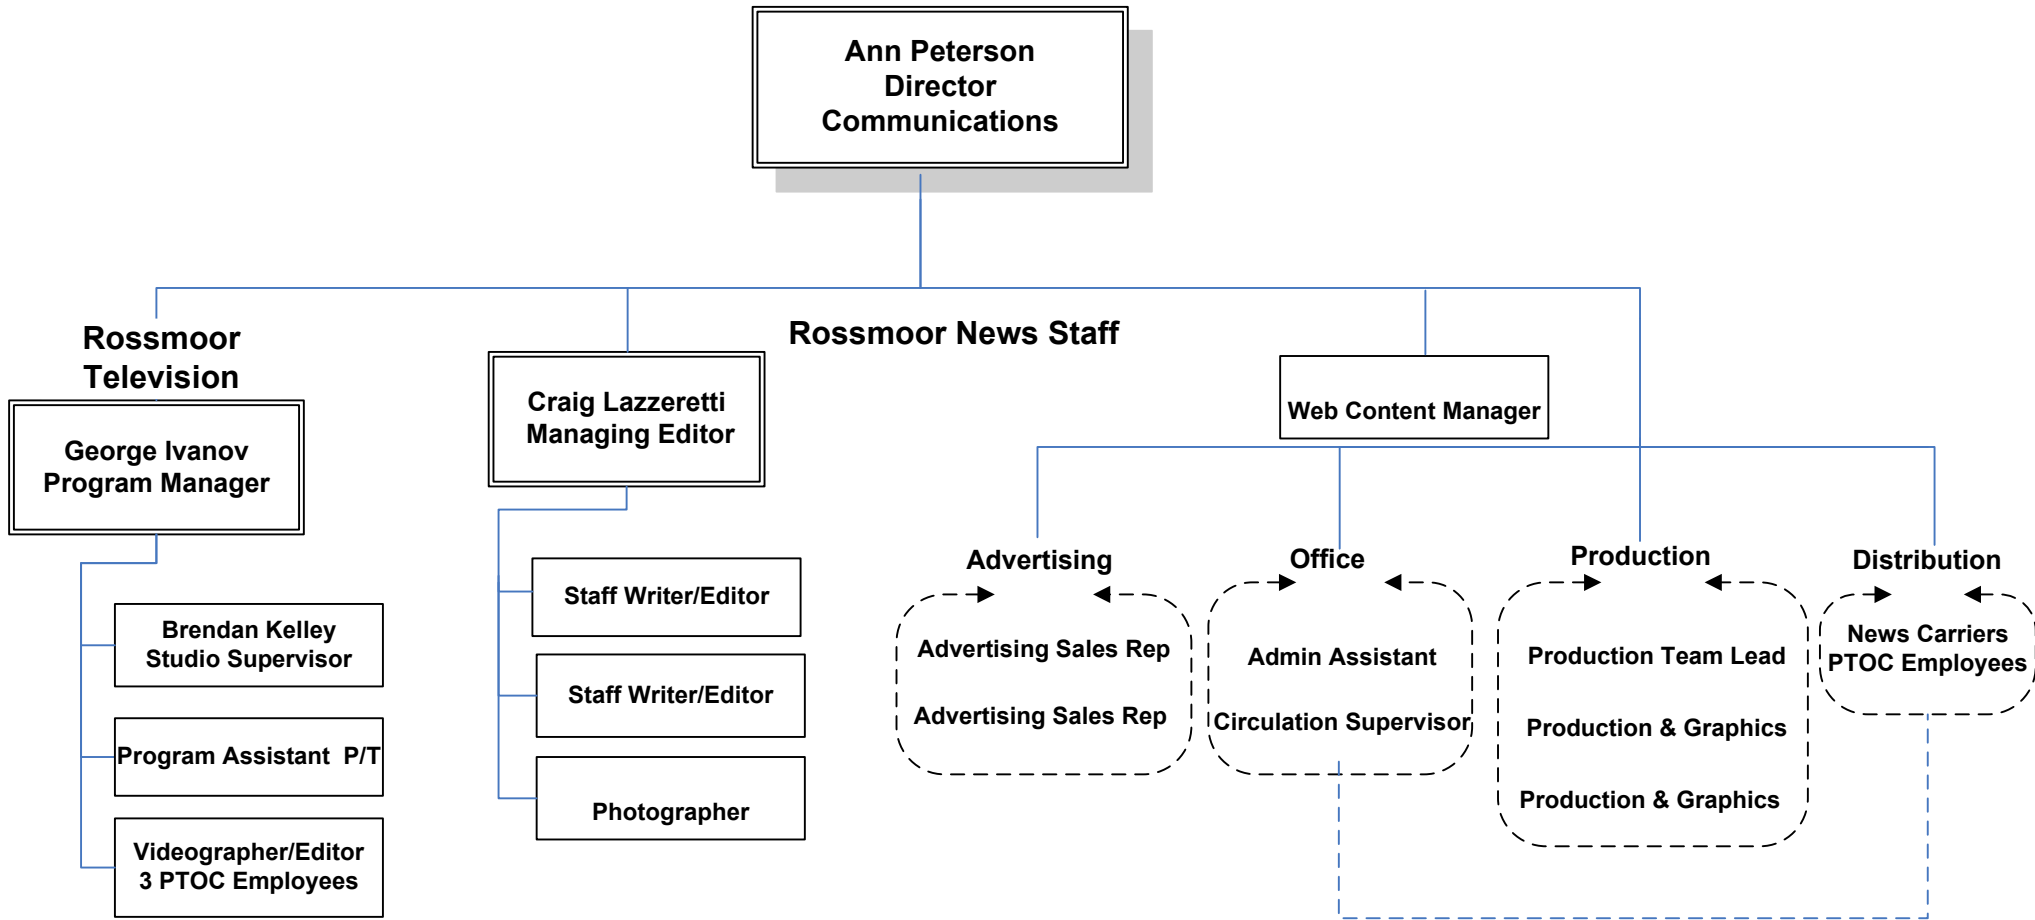 Ann Peterson
Director
Communications
Rossmoor
Television
Rossmoor News Staff
George Ivanov
Program Manager
Brendan Kelley
Studio Supervisor
Program Assistant P/T
Videographer/Editor
3 PTOC Employees
Craig Lazzeretti
Managing Editor
Staff Writer/Editor
Staff Writer/Editor
Photographer
Web Content Manager
Advertising
Advertising Sales Rep
Advertising Sales Rep
Office
Admin Assistant
Circulation Supervisor
Production
Production Team Lead
Production & Graphics
Production & Graphics
Distribution
News Carriers
PTOC Employees